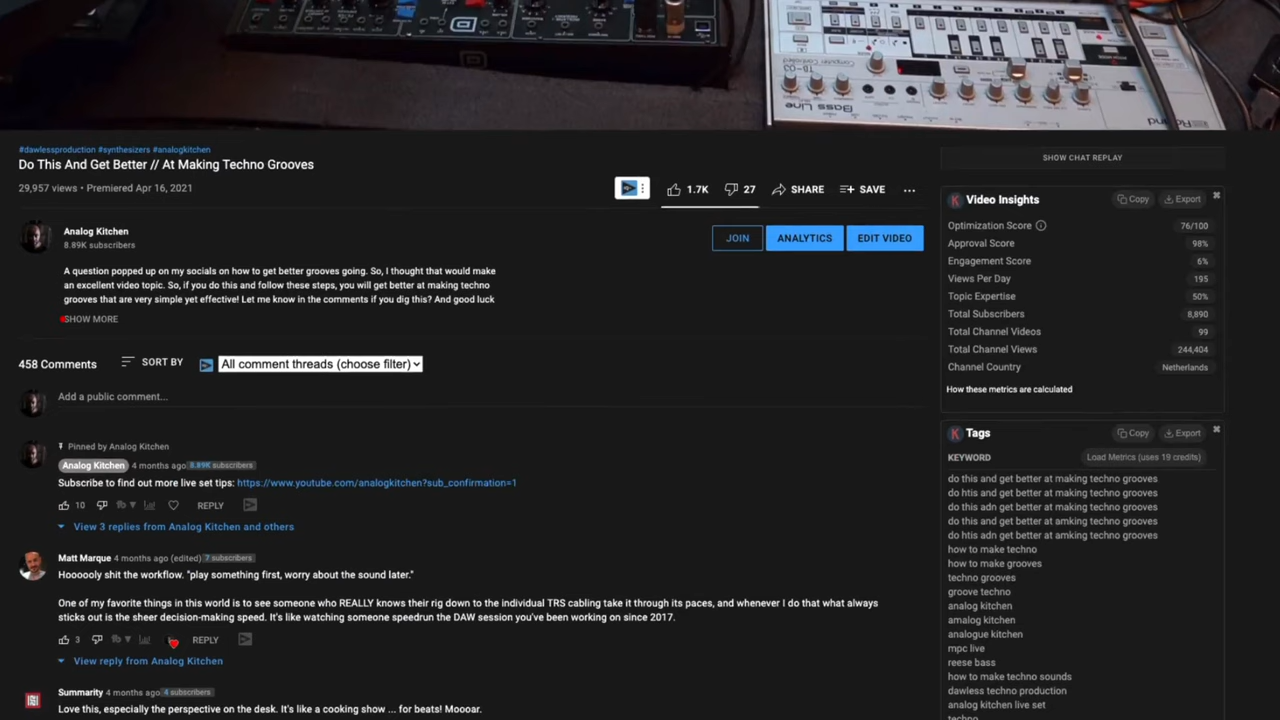 TD-03
Computer Controlled
Bass Line
Roland
#dawlessproduction #synthesizers #analogkitchen
Do This And Get Better // At Making Techno Grooves
29,957 views • Premiered Apr 16, 2021
1.7K
27
SHARE
SAVE
Analog Kitchen
8.89K subscribers
JOIN
ANALYTICS
EDIT VIDEO
A question popped up on my socials on how to get better grooves going. So, I thought that would make
an excellent video topic. So, if you do this and follow these steps, you will get better at making techno
grooves that are very simple yet effective! Let me know in the comments if you dig this? And good luck
SHOW MORE
458 Comments
SORT BY
All comment threads (choose filter)
Add a public comment...
Pinned by Analog Kitchen
Analog Kitchen 4 months ago 8.89K subscribers
Subscribe to find out more live set tips: https://www.youtube.com/analogkitchen?sub_confirmation=1
10
REPLY
View 3 replies from Analog Kitchen and others
Matt Marque 4 months ago (edited) 7 subscribers
Hoooooly shit the workflow. "play something first, worry about the sound later."
One of my favorite things in this world is to see someone who REALLY knows their rig down to the individual TRS cabling take it through its paces, and whenever I do that what always
sticks out is the sheer decision-making speed. It's like watching someone speedrun the DAW session you've been working on since 2017.
3
REPLY
View reply from Analog Kitchen
Summarity 4 months ago 4 subscribers
Love this, especially the perspective on the desk. It's like a cooking show ... for beats! Moooar.
SHOW CHAT REPLAY
K Video Insights
Copy
Export
Optimization Score 76/100
Approval Score 98%
Engagement Score 6%
Views Per Day 195
Topic Expertise 50%
Total Subscribers 8,890
Total Channel Videos 99
Total Channel Views 244,404
Channel Country Netherlands
How these metrics are calculated
K Tags
Copy
Export
KEYWORD
Load Metrics (uses 19 credits)
do this and get better at making techno grooves
do htis and get better at making techno grooves
do this adn get better at making techno grooves
do this and get better at amking techno grooves
do htis adn get better at amking techno grooves
how to make techno
how to make grooves
techno grooves
groove techno
analog kitchen
amalog kitchen
analogue kitchen
mpc live
reese bass
how to make techno sounds
dawless techno production
analog kitchen live set
techno